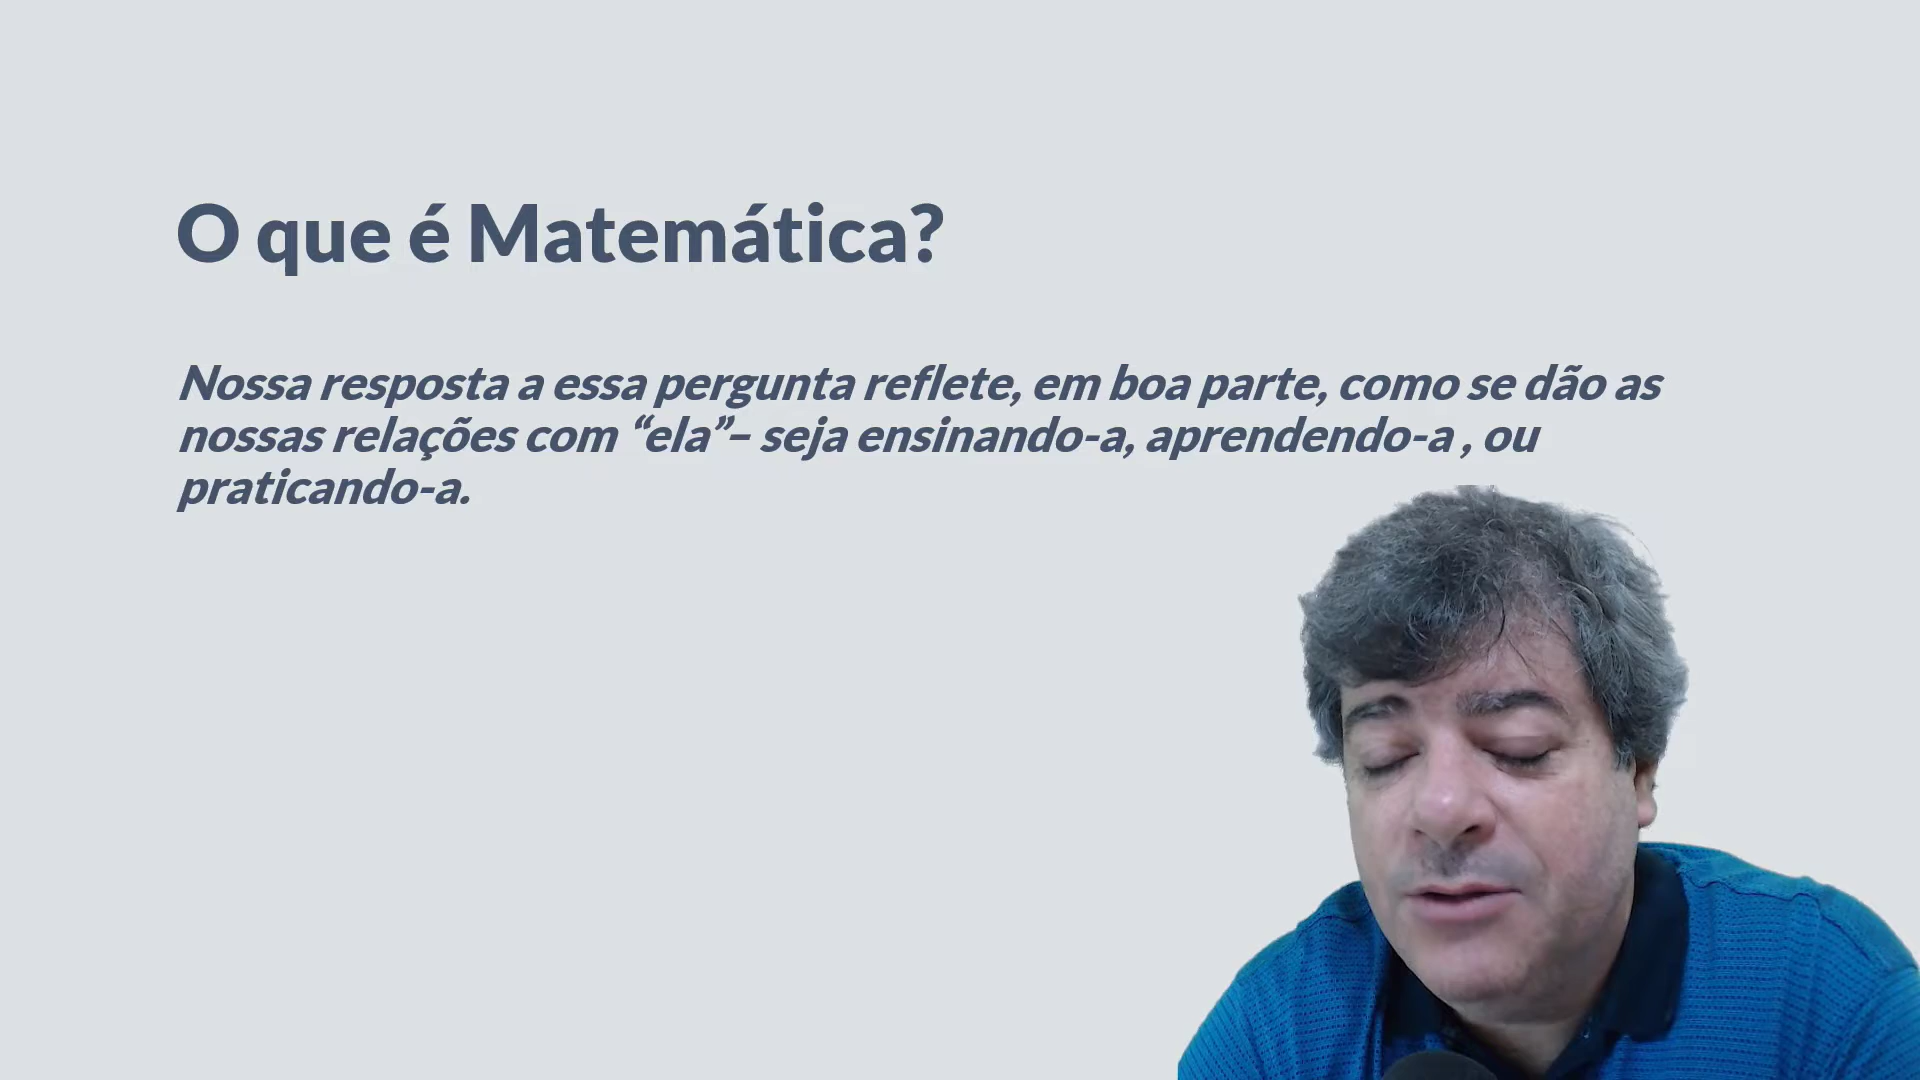 O que é Matemática?
Nossa resposta a essa pergunta reflete, em boa parte, como se dão as
nossas relações com “ela”– seja ensinando-a, aprendendo-a , ou
praticando-a.